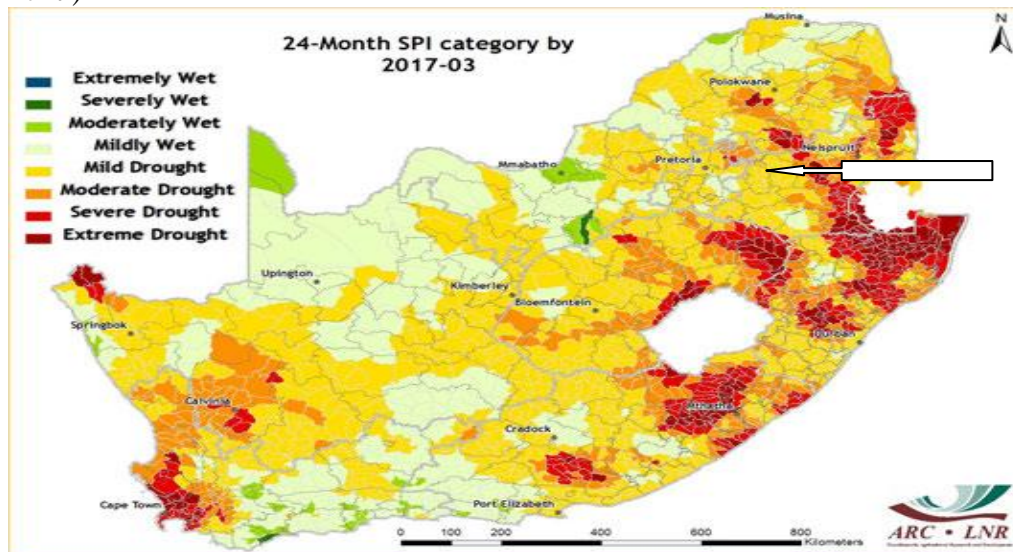 24-Month SPI category by
2017-03
N
Extremely Wet
Severely Wet
Moderately Wet
Mildly Wet
Mild Drought
Moderate Drought
Severe Drought
Extreme Drought
Musina
Polokwane
Nelspruit
Mmabatho
Pretoria
Upington
Kimberley
Bloemfontein
Springbok
Durban
Calvinia
Mthatha
Cradock
Cape Town
Port Elizabeth
0 100 200 400 600 800
Kilometers
ARC • LNR